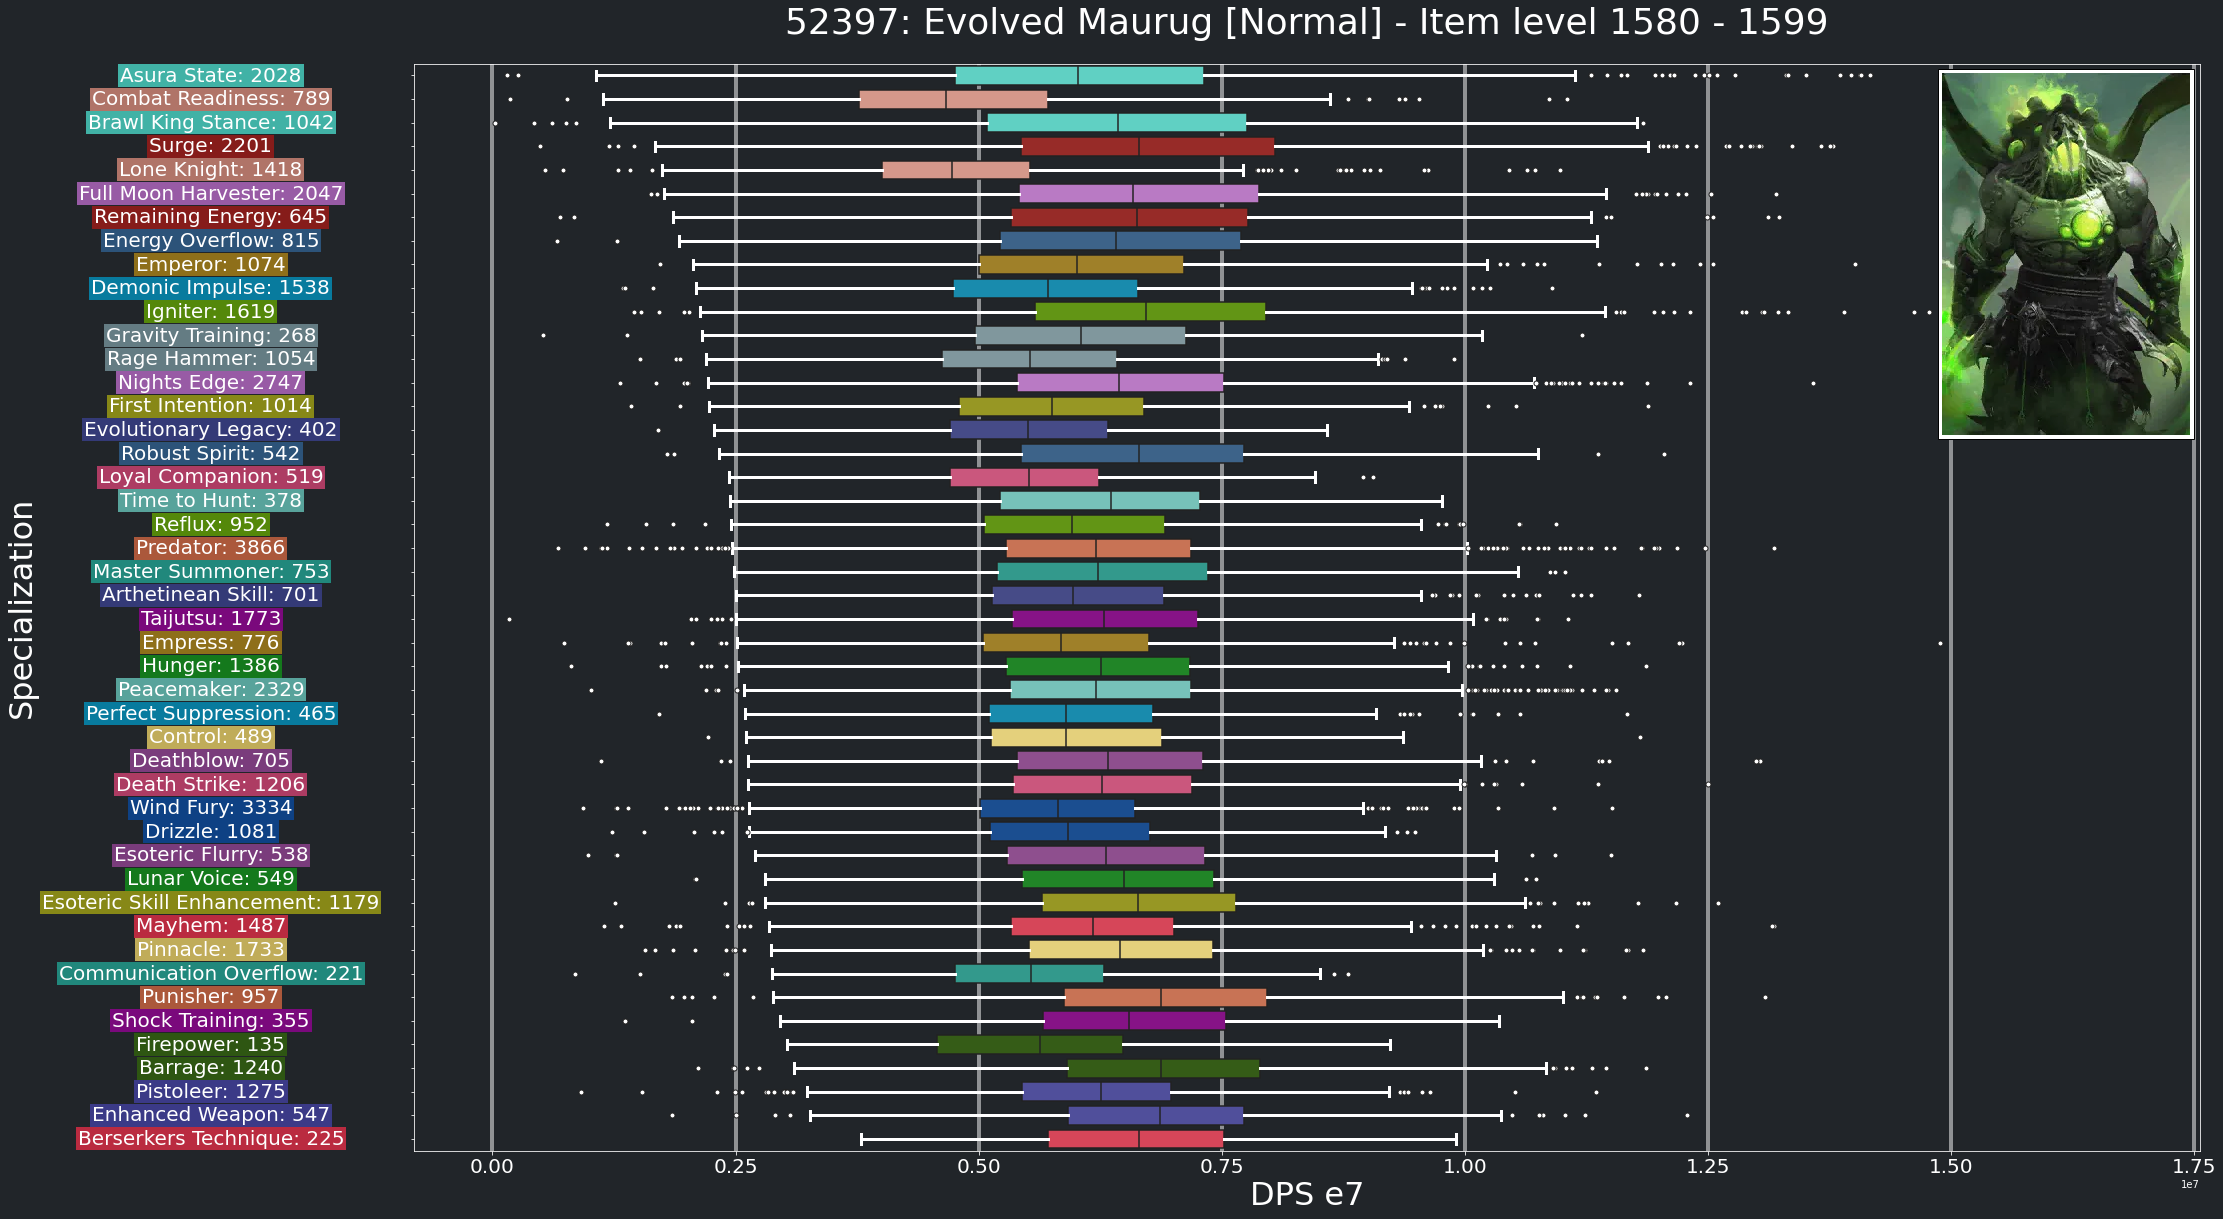 52397: Evolved Maurug [Normal] - Item level 1580 - 1599
Asura State: 2028
Combat Readiness: 789
Brawl King Stance: 1042
Surge: 2201
Lone Knight: 1418
Full Moon Harvester: 2047
Remaining Energy: 645
Energy Overflow: 815
Emperor: 1074
Demonic Impulse: 1538
Igniter: 1619
Gravity Training: 268
Rage Hammer: 1054
Nights Edge: 2747
First Intention: 1014
Evolutionary Legacy: 402
Robust Spirit: 542
Loyal Companion: 519
Time to Hunt: 378
Reflux: 952
Predator: 3866
Master Summoner: 753
Arthetinean Skill: 701
Taijutsu: 1773
Empress: 776
Hunger: 1386
Peacemaker: 2329
Perfect Suppression: 465
Control: 489
Deathblow: 705
Death Strike: 1206
Wind Fury: 3334
Drizzle: 1081
Esoteric Flurry: 538
Lunar Voice: 549
Esoteric Skill Enhancement: 1179
Mayhem: 1487
Pinnacle: 1733
Communication Overflow: 221
Punisher: 957
Shock Training: 355
Firepower: 135
Barrage: 1240
Pistoleer: 1275
Enhanced Weapon: 547
Berserkers Technique: 225
Specialization
0.00 0.25 0.50 0.75 1.00 1.25 1.50 1.75
1e7
DPS e7